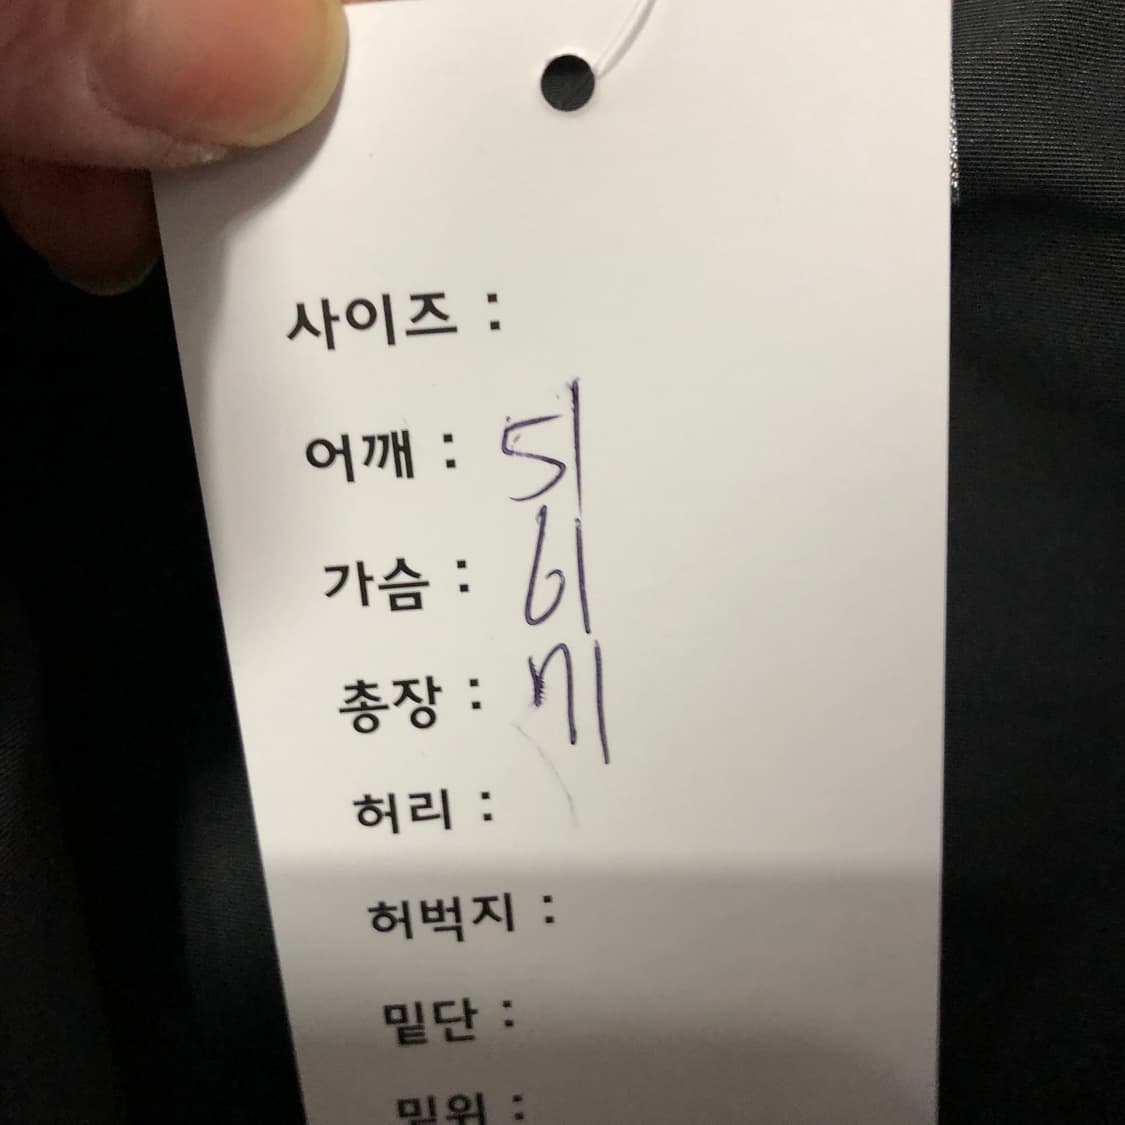 사이즈 :
어깨 : 51
가슴 : 61
총장 : 71
허리 :
허벅지 :
밑단 :
밑위 :